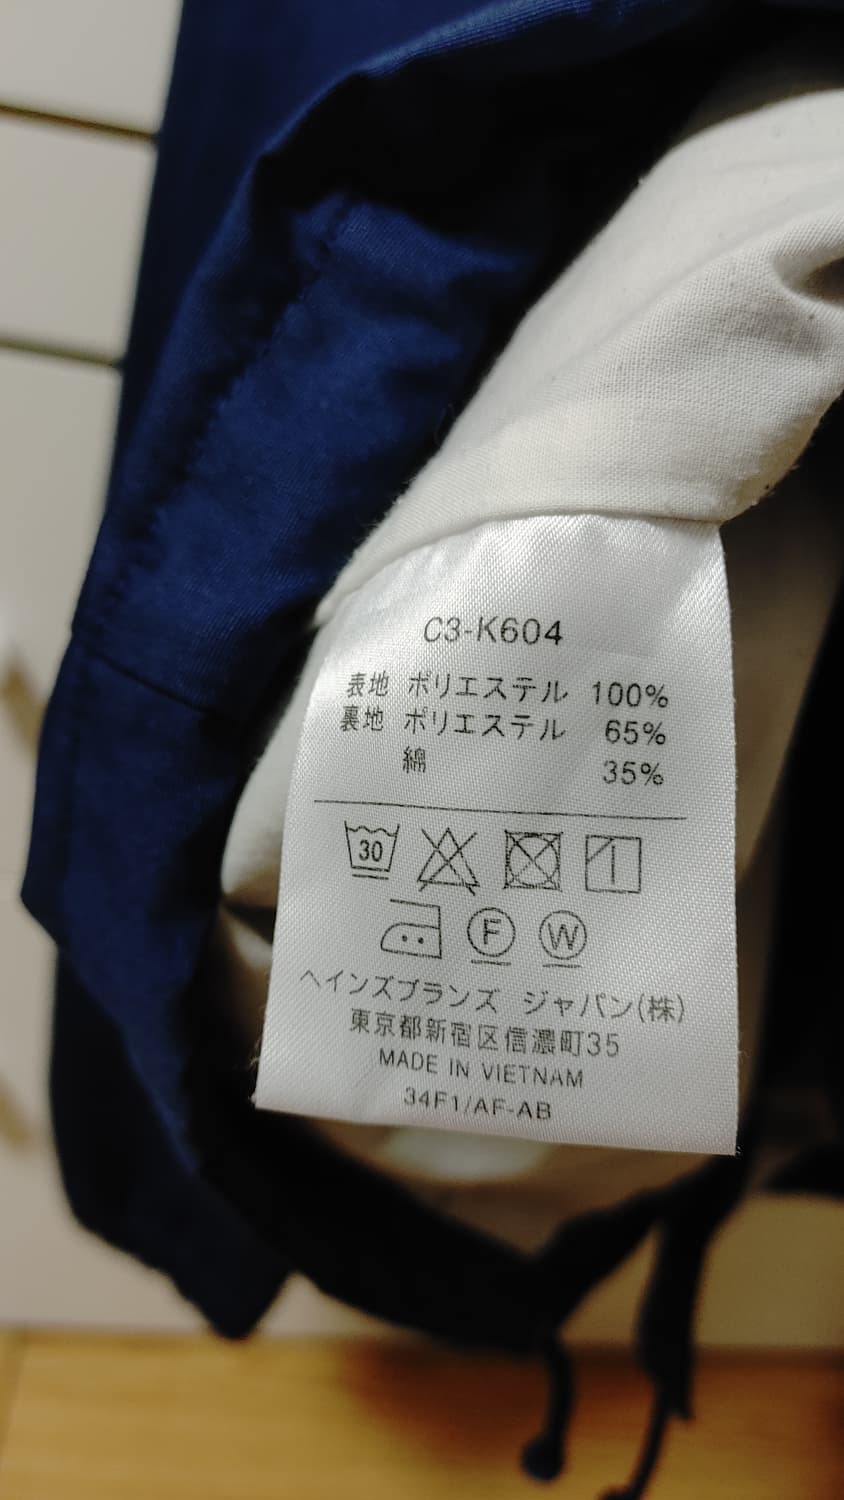 C3-K604
表地 ポリエステル 100%
裏地 ポリエステル 65%
綿 35%
30
F W
ヘインズブランズ ジャパン(株)
東京都新宿区信濃町35
MADE IN VIETNAM
34F1/AF-AB